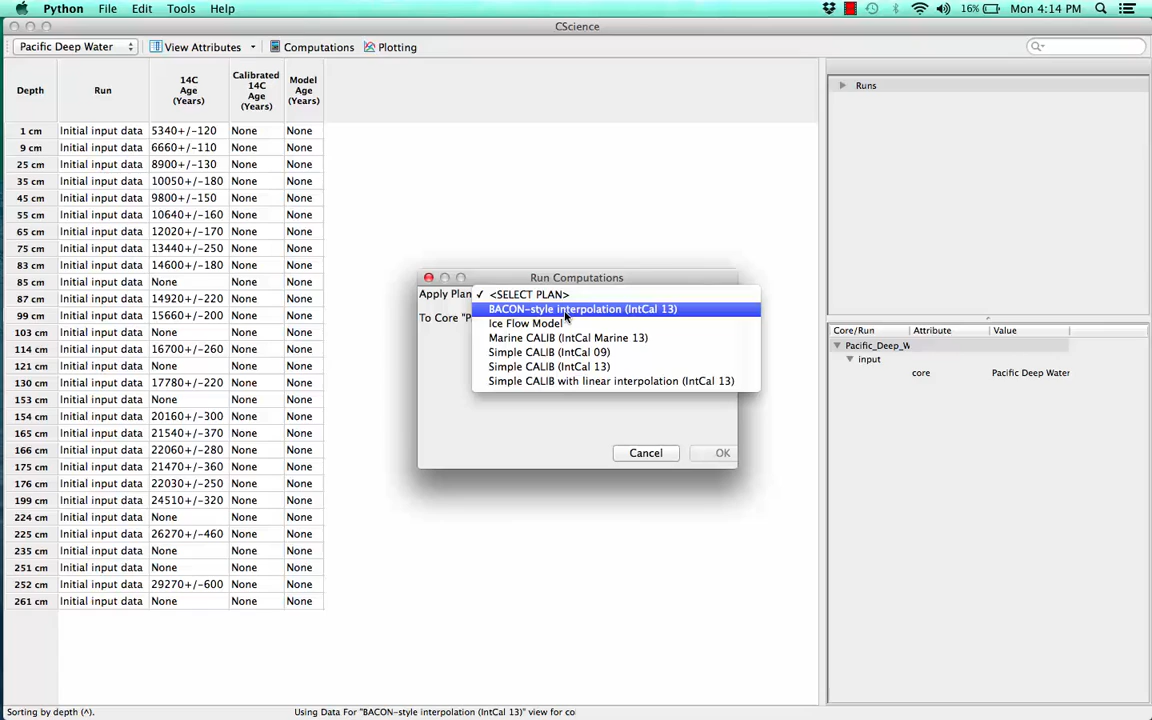 Python File Edit Tools Help 16% Mon 4:14 PM
CScience
Pacific Deep Water View Attributes Computations Plotting
Depth Run 14C Age (Years) Calibrated 14C Age (Years) Model Age (Years)
1 cm Initial input data 5340+/-120 None None
9 cm Initial input data 6660+/-110 None None
25 cm Initial input data 8900+/-130 None None
35 cm Initial input data 10050+/-180 None None
45 cm Initial input data 9800+/-150 None None
55 cm Initial input data 10640+/-160 None None
65 cm Initial input data 12020+/-170 None None
75 cm Initial input data 13440+/-250 None None
83 cm Initial input data 14600+/-180 None None
85 cm Initial input data None None None
87 cm Initial input data 14920+/-220 None None
99 cm Initial input data 15660+/-200 None None
103 cm Initial input data None None None
114 cm Initial input data 16700+/-260 None None
121 cm Initial input data None None None
130 cm Initial input data 17780+/-220 None None
153 cm Initial input data None None None
154 cm Initial input data 20160+/-300 None None
165 cm Initial input data 21540+/-370 None None
166 cm Initial input data 22060+/-280 None None
175 cm Initial input data 21470+/-360 None None
176 cm Initial input data 22030+/-250 None None
199 cm Initial input data 24510+/-320 None None
224 cm Initial input data None None None
225 cm Initial input data 26270+/-460 None None
235 cm Initial input data None None None
251 cm Initial input data None None None
252 cm Initial input data 29270+/-600 None None
261 cm Initial input data None None None
Run Computations
Apply Plan ✓ <SELECT PLAN>
BACON-style interpolation (IntCal 13)
To Core "P
Ice Flow Model
Marine CALIB (IntCal Marine 13)
Simple CALIB (IntCal 09)
Simple CALIB (IntCal 13)
Simple CALIB with linear interpolation (IntCal 13)
Cancel OK
Runs
Core/Run Attribute Value
Pacific_Deep_W
input
core Pacific Deep Water
Sorting by depth (^). Using Data For "BACON-style interpolation (IntCal 13)" view for co